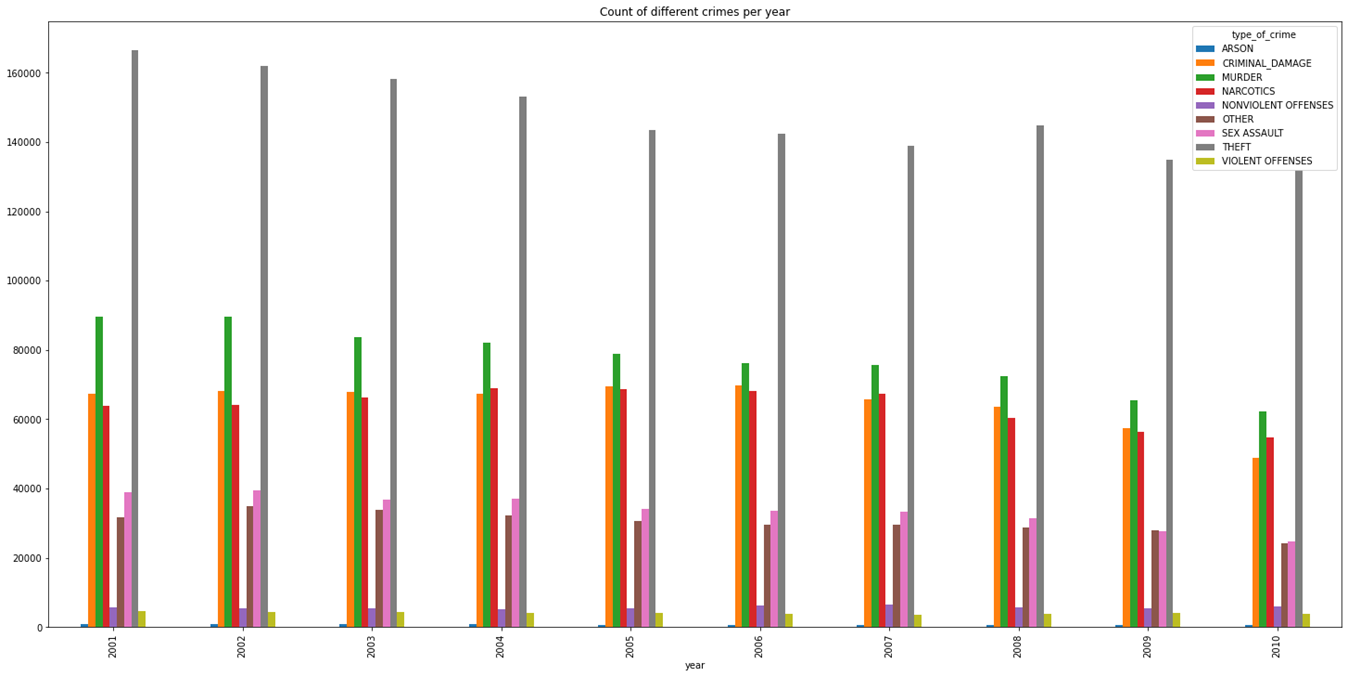 Count of different crimes per year
type_of_crime
ARSON
CRIMINAL_DAMAGE
MURDER
NARCOTICS
NONVIOLENT OFFENSES
OTHER
SEX ASSAULT
THEFT
VIOLENT OFFENSES
160000
140000
120000
100000
80000
60000
40000
20000
0
2001 2002 2003 2004 2005 2006 2007 2008 2009 2010
year